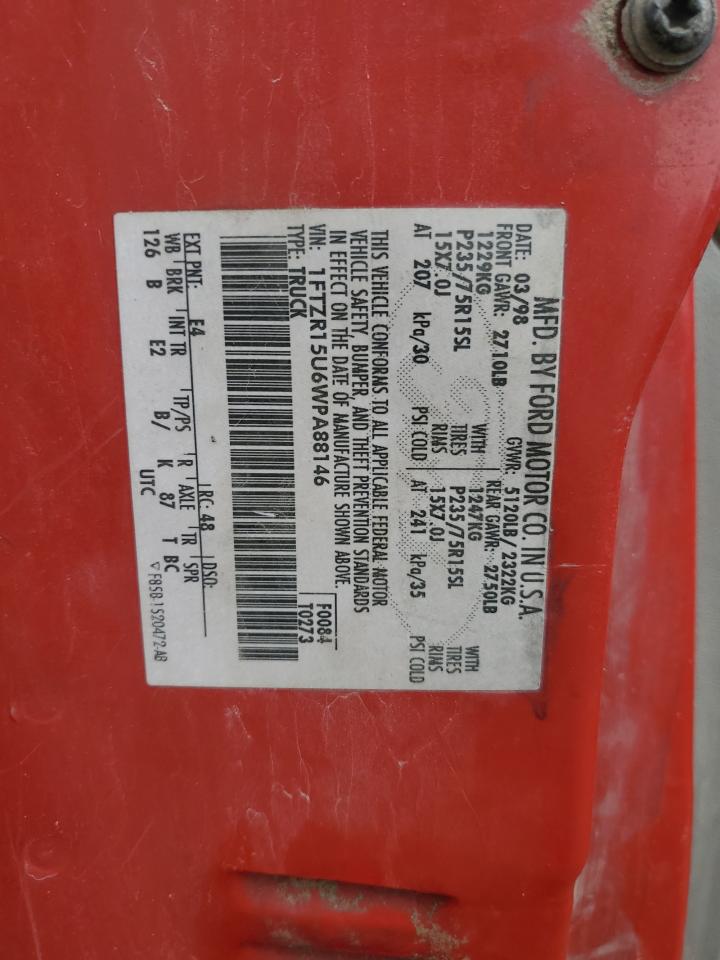 MFD. BY FORD MOTOR CO. IN U.S.A.
DATE: 03/98 GVWR: 5120LB/ 2322KG
FRONT GAWR: 2710LB REAR GAWR: 2750LB
1229KG WITH 1247KG WITH
P235/75R15SL TIRES P235/75R15SL TIRES
15X7.0J RIMS 15X7.0J RIMS
AT 207 kPa/30 PSI COLD AT 241 kPa/35 PSI COLD
THIS VEHICLE CONFORMS TO ALL APPLICABLE FEDERAL MOTOR
VEHICLE SAFETY, BUMPER, AND THEFT PREVENTION STANDARDS
IN EFFECT ON THE DATE OF MANUFACTURE SHOWN ABOVE.
VIN: 1FTZR15U6WPA88146 F0084
TYPE: TRUCK T0273
EXT PNT: E4 RC: 48 DSO:
WB BRK INT TR TP/PS R AXLE TR SPR
126 B E2 B/ K 87 T BC
UTC ▽F85B-1520472-AB